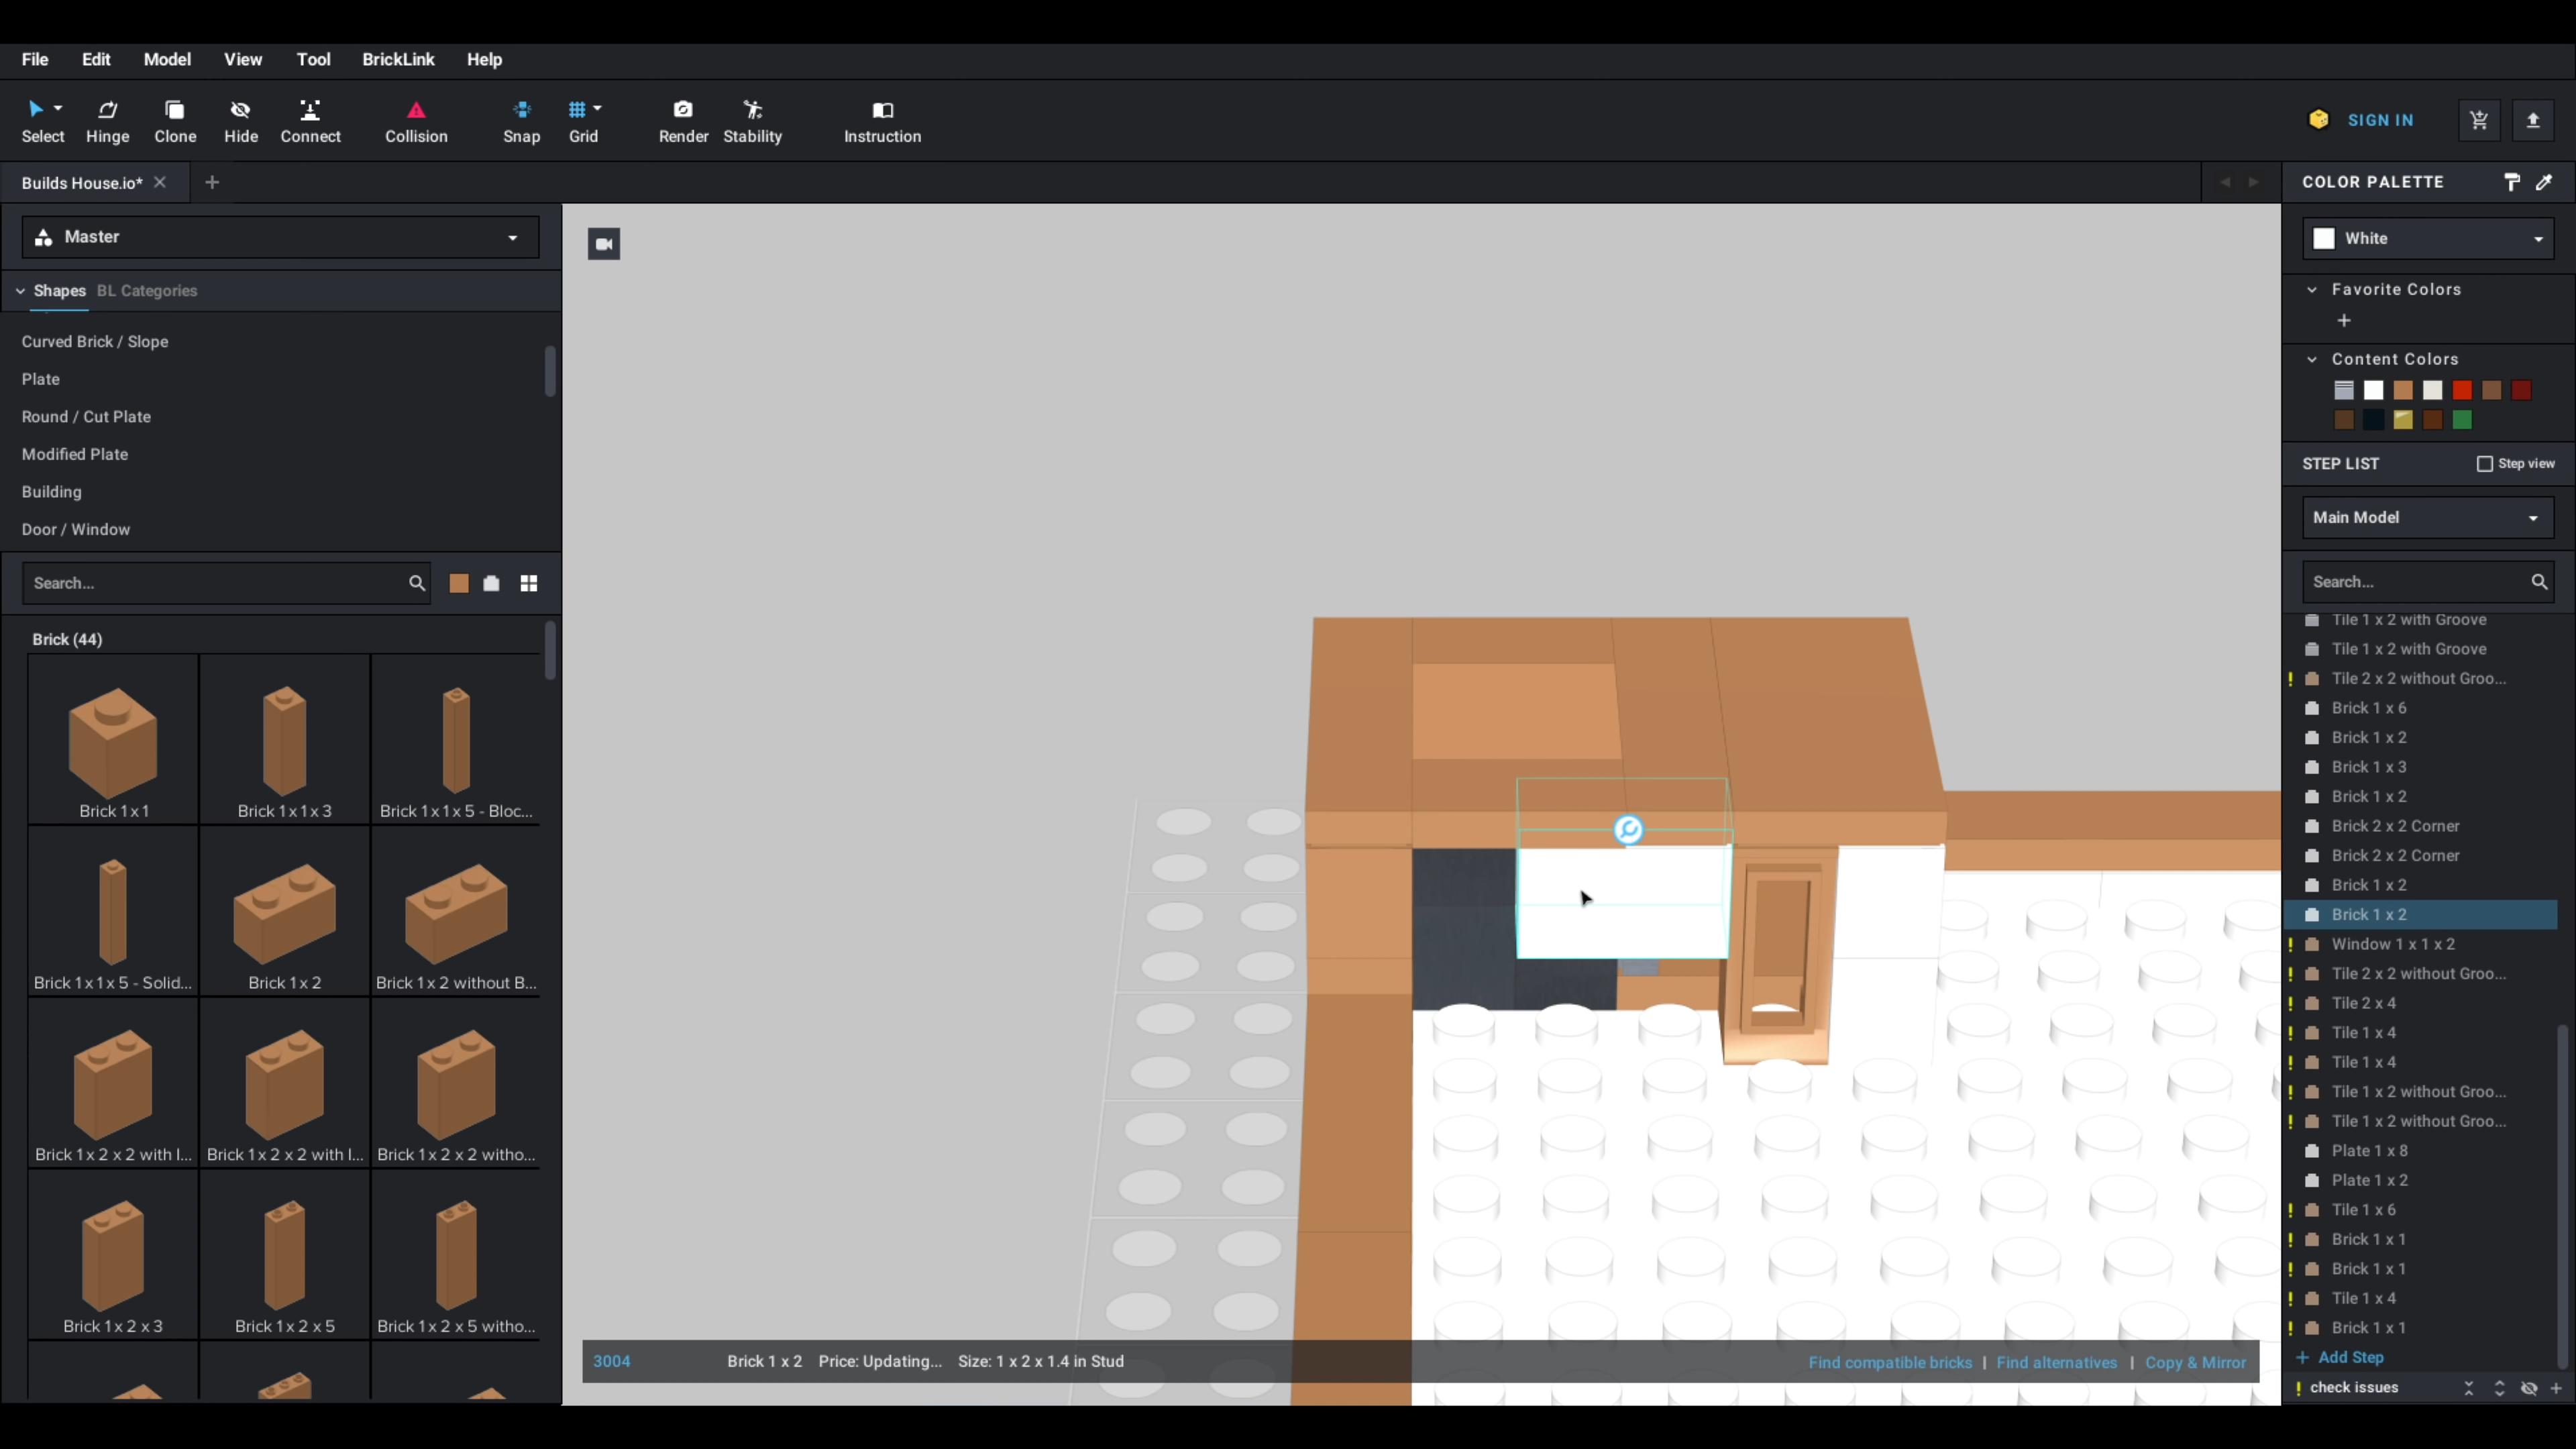 File Edit Model View Tool BrickLink Help
Select Hinge Clone Hide Connect Collision Snap Grid Render Stability Instruction SIGN IN
Builds House.io*
COLOR PALETTE
Master
White
Shapes BL Categories
Favorite Colors
Curved Brick / Slope
Plate
Content Colors
Round / Cut Plate
Modified Plate
STEP LIST Step view
Building
Door / Window
Main Model
Search...
Search...
Brick (44)
Brick 1 x 1
Brick 1 x 1 x 3
Brick 1 x 1 x 5 - Bloc...
Brick 1 x 1 x 5 - Solid...
Brick 1 x 2
Brick 1 x 2 without B...
Brick 1 x 2 x 2 with I...
Brick 1 x 2 x 2 with I...
Brick 1 x 2 x 2 witho...
Brick 1 x 2 x 3
Brick 1 x 2 x 5
Brick 1 x 2 x 5 witho...
Tile 1 x 2 with Groove
Tile 1 x 2 with Groove
Tile 2 x 2 without Groo...
Brick 1 x 6
Brick 1 x 2
Brick 1 x 3
Brick 1 x 2
Brick 2 x 2 Corner
Brick 2 x 2 Corner
Brick 1 x 2
Brick 1 x 2
Window 1 x 1 x 2
Tile 2 x 2 without Groo...
Tile 2 x 4
Tile 1 x 4
Tile 1 x 4
Tile 1 x 2 without Groo...
Tile 1 x 2 without Groo...
Plate 1 x 8
Plate 1 x 2
Tile 1 x 6
Brick 1 x 1
Brick 1 x 1
Tile 1 x 4
Brick 1 x 1
+ Add Step
check issues
3004 Brick 1 x 2 Price: Updating... Size: 1 x 2 x 1.4 in Stud Find compatible bricks | Find alternatives | Copy & Mirror